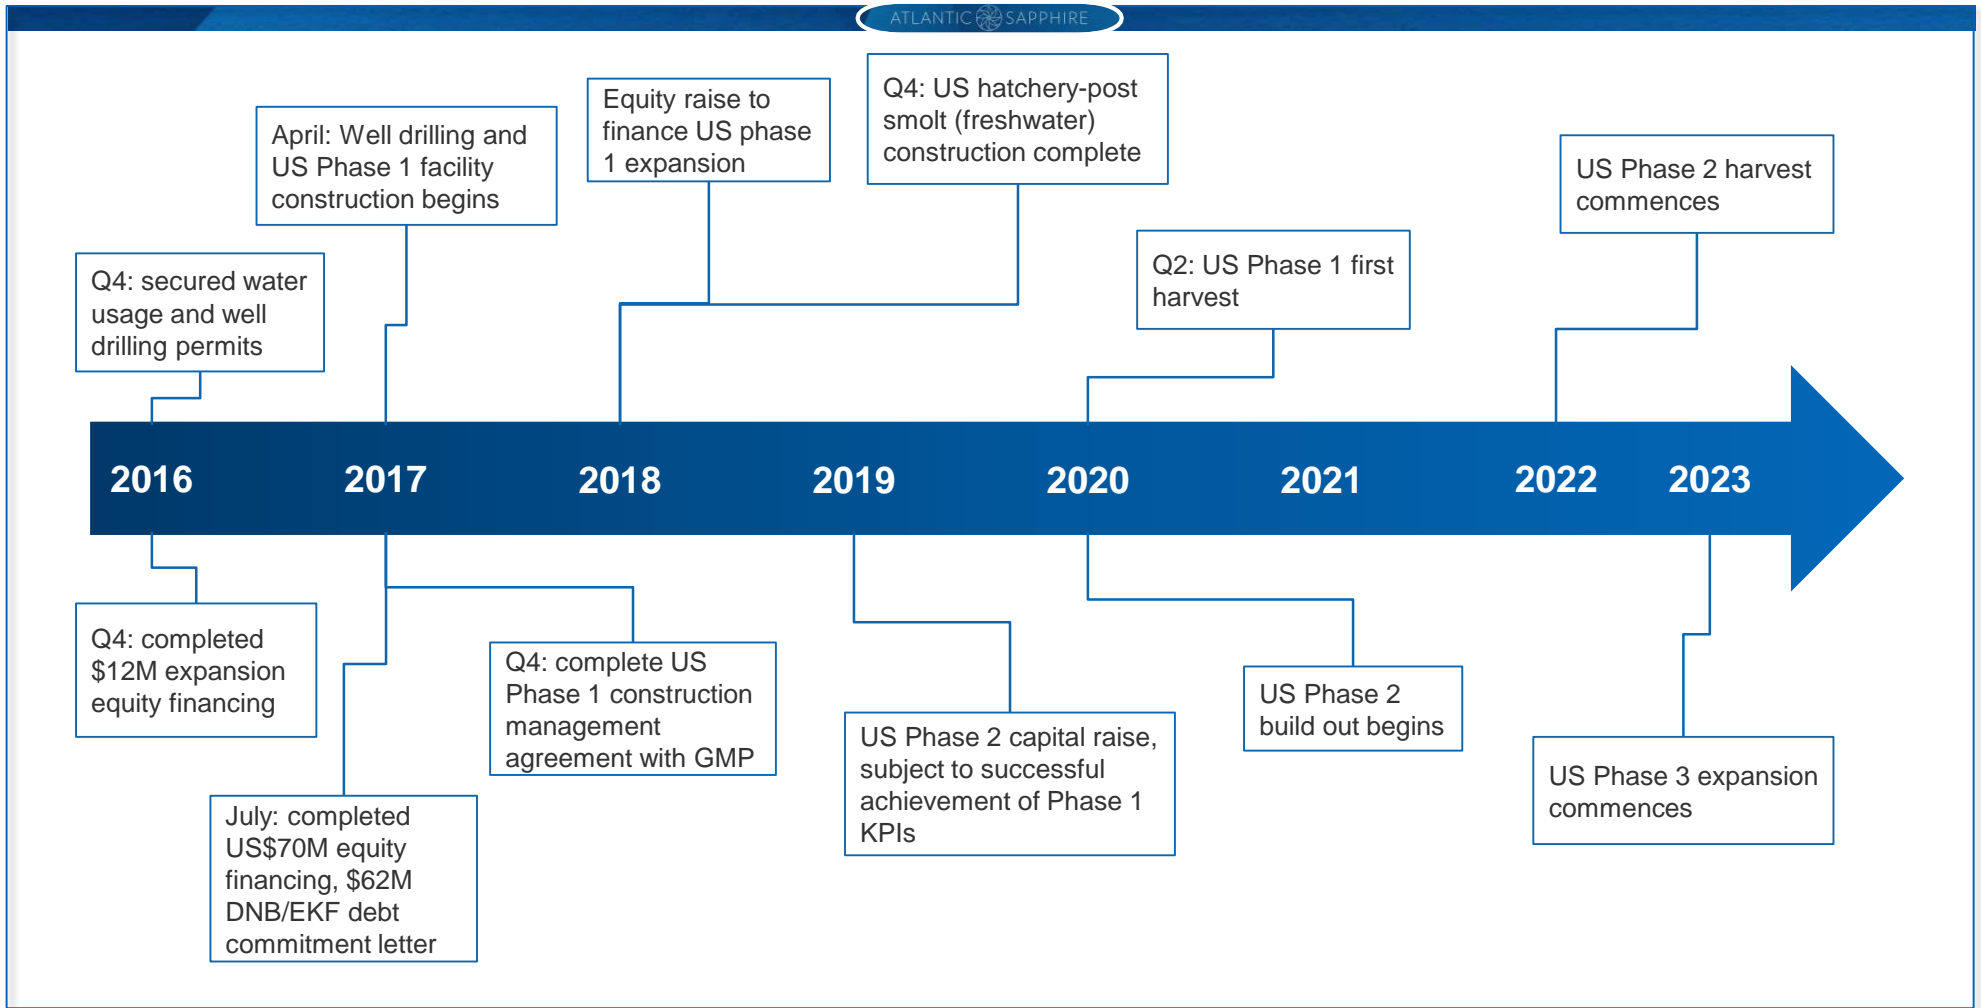 ATLANTIC SAPPHIRE
Equity raise to
finance US phase
1 expansion
Q4: US hatchery-post
smolt (freshwater)
construction complete
April: Well drilling and
US Phase 1 facility
construction begins
US Phase 2 harvest
commences
Q4: secured water
usage and well
drilling permits
Q2: US Phase 1 first
harvest
2016
2017
2018
2019
2020
2021
2022
2023
Q4: completed
$12M expansion
equity financing
Q4: complete US
Phase 1 construction
management
agreement with GMP
US Phase 2
build out begins
US Phase 2 capital raise,
subject to successful
achievement of Phase 1
KPIs
US Phase 3 expansion
commences
July: completed
US$70M equity
financing, $62M
DNB/EKF debt
commitment letter